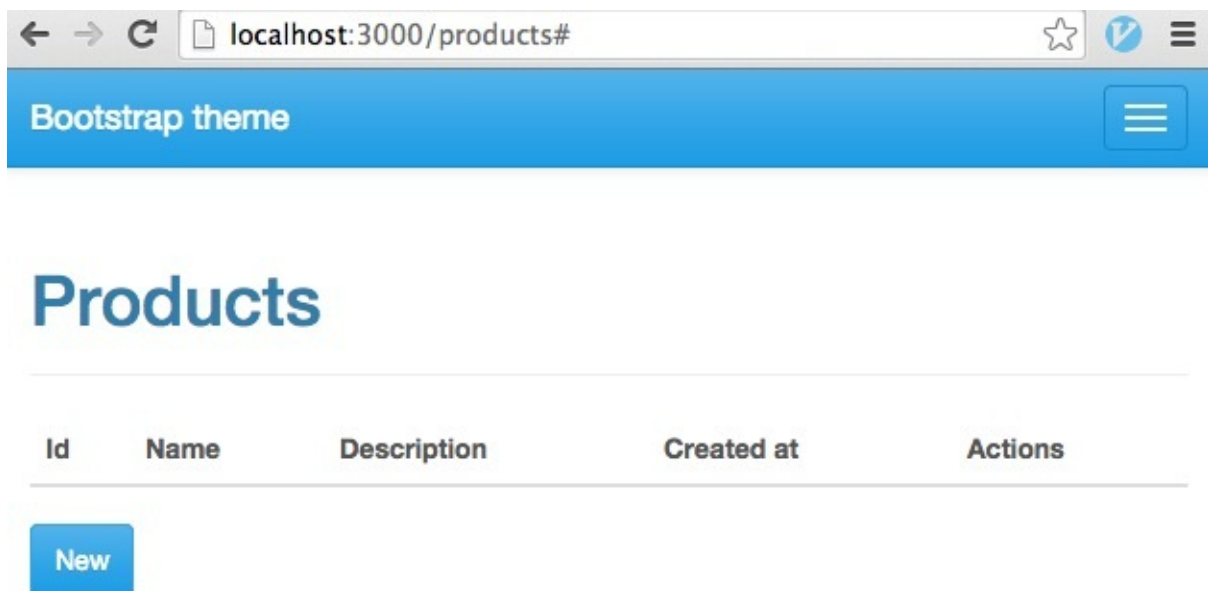 localhost:3000/products#
Bootstrap theme
Products
Id Name Description Created at Actions
New